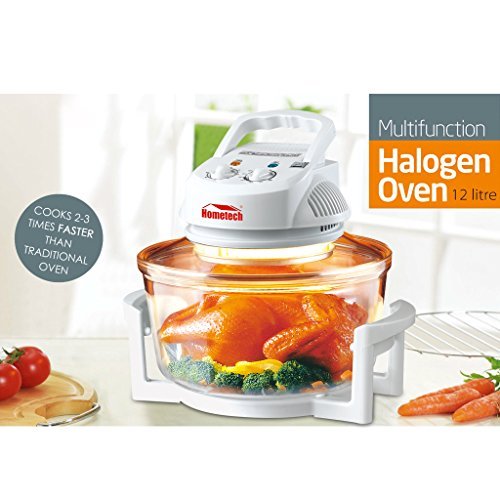 Multifunction
Halogen
Oven 12 litre
COOKS 2-3
TIMES FASTER
THAN
TRADITIONAL
OVEN
Hometech